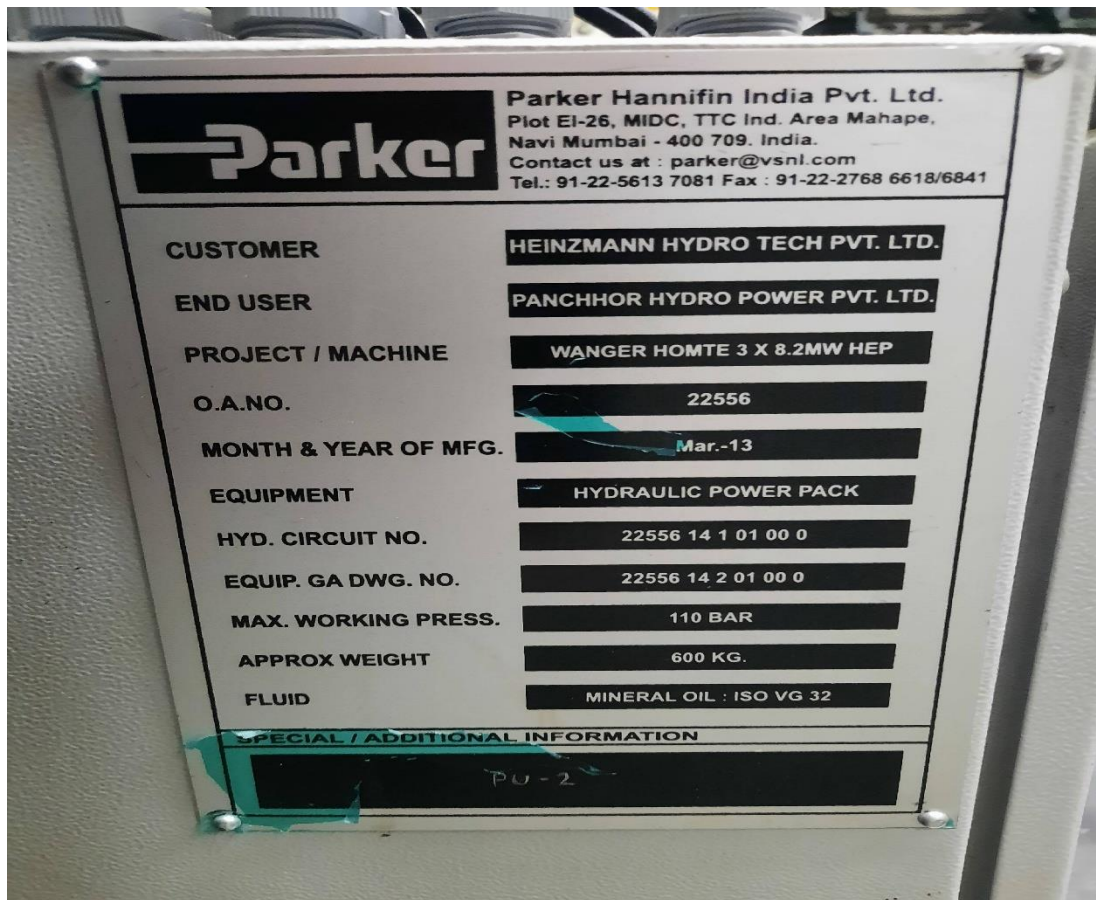 Parker
Parker Hannifin India Pvt. Ltd.
Plot EI-26, MIDC, TTC Ind. Area Mahape,
Navi Mumbai - 400 709. India.
Contact us at : parker@vsnl.com
Tel.: 91-22-5613 7081 Fax : 91-22-2768 6618/6841
CUSTOMER HEINZMANN HYDRO TECH PVT. LTD.
END USER PANCHHOR HYDRO POWER PVT. LTD.
PROJECT / MACHINE WANGER HOMTE 3 X 8.2MW HEP
O.A.NO. 22556
MONTH & YEAR OF MFG. Mar.-13
EQUIPMENT HYDRAULIC POWER PACK
HYD. CIRCUIT NO. 22556 14 1 01 00 0
EQUIP. GA DWG. NO. 22556 14 2 01 00 0
MAX. WORKING PRESS. 110 BAR
APPROX WEIGHT 600 KG.
FLUID MINERAL OIL : ISO VG 32
SPECIAL / ADDITIONAL INFORMATION
PU-2